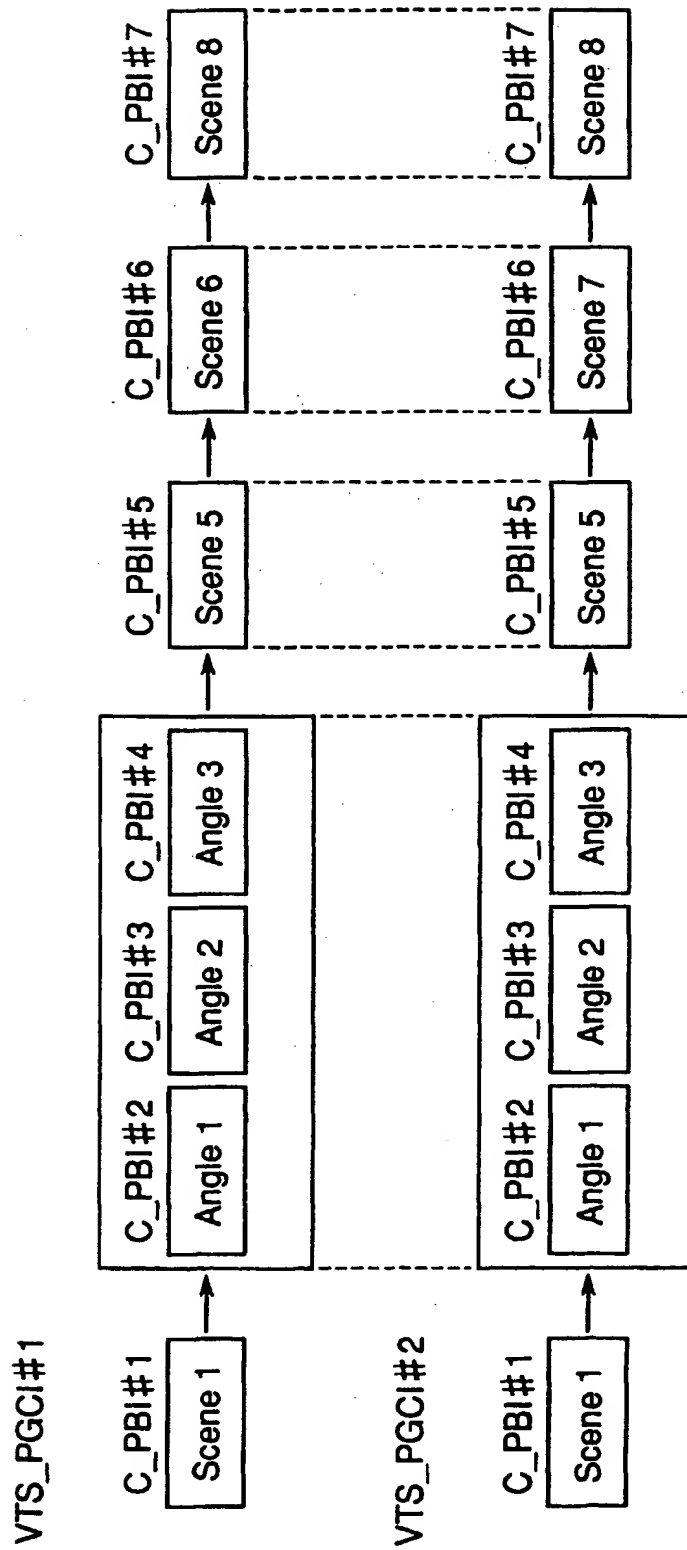 VTS_PGCI#1
C_PBI#1
Scene 1
C_PBI#2
Angle 1
C_PBI#3
Angle 2
C_PBI#4
Angle 3
C_PBI#5
Scene 5
C_PBI#6
Scene 6
C_PBI#7
Scene 8
VTS_PGCI#2
C_PBI#1
Scene 1
C_PBI#2
Angle 1
C_PBI#3
Angle 2
C_PBI#4
Angle 3
C_PBI#5
Scene 5
C_PBI#6
Scene 7
C_PBI#7
Scene 8